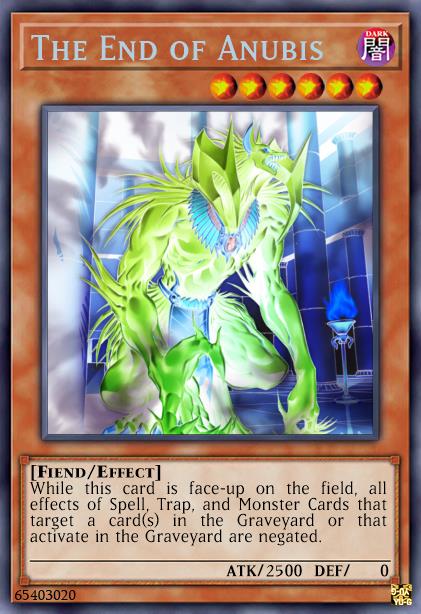 The End of Anubis
DARK
闇
[Fiend/Effect]
While this card is face-up on the field, all
effects of Spell, Trap, and Monster Cards that
target a card(s) in the Graveyard or that
activate in the Graveyard are negated.
ATK/2500 DEF/ 0
65403020